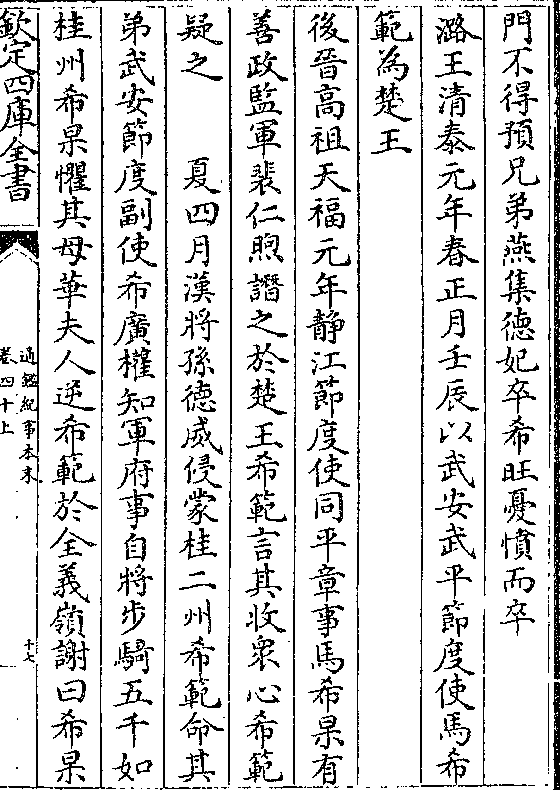 門不得預兄弟燕集德妃卒希旺憂憤而卒
潞王清泰元年春正月壬辰以武安武平節度使馬希
範為楚王
後晉高祖天福元年靜江節度使同平章事馬希杲有
善政監軍裴仁煦譖之於楚王希範言其收衆心希範
疑之　　夏四月漢將孫德威侵蒙桂二州希範命其
弟武安節度副使希廣權知軍府事自將步騎五千如
桂州希杲懼其母華夫人逆希範於全義嶺謝曰希杲
欽定四庫全書
通鑑紀事本末
卷四十上
十七